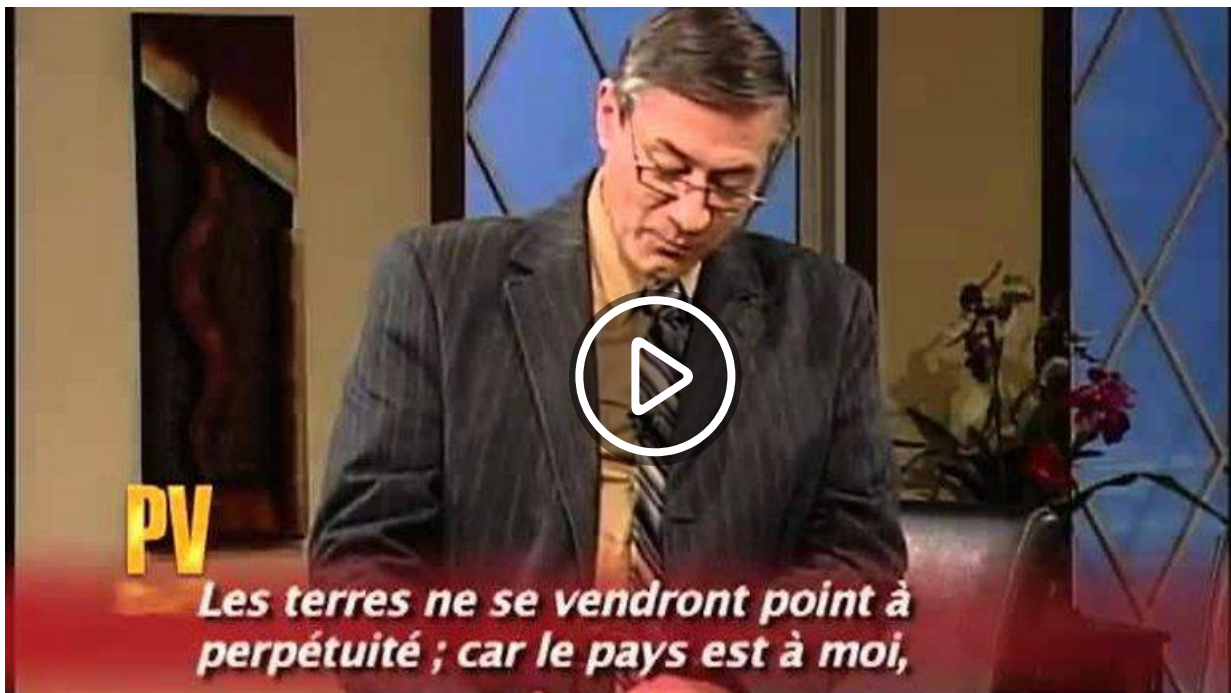 PV
Les terres ne se vendront point à
perpétuité ; car le pays est à moi,